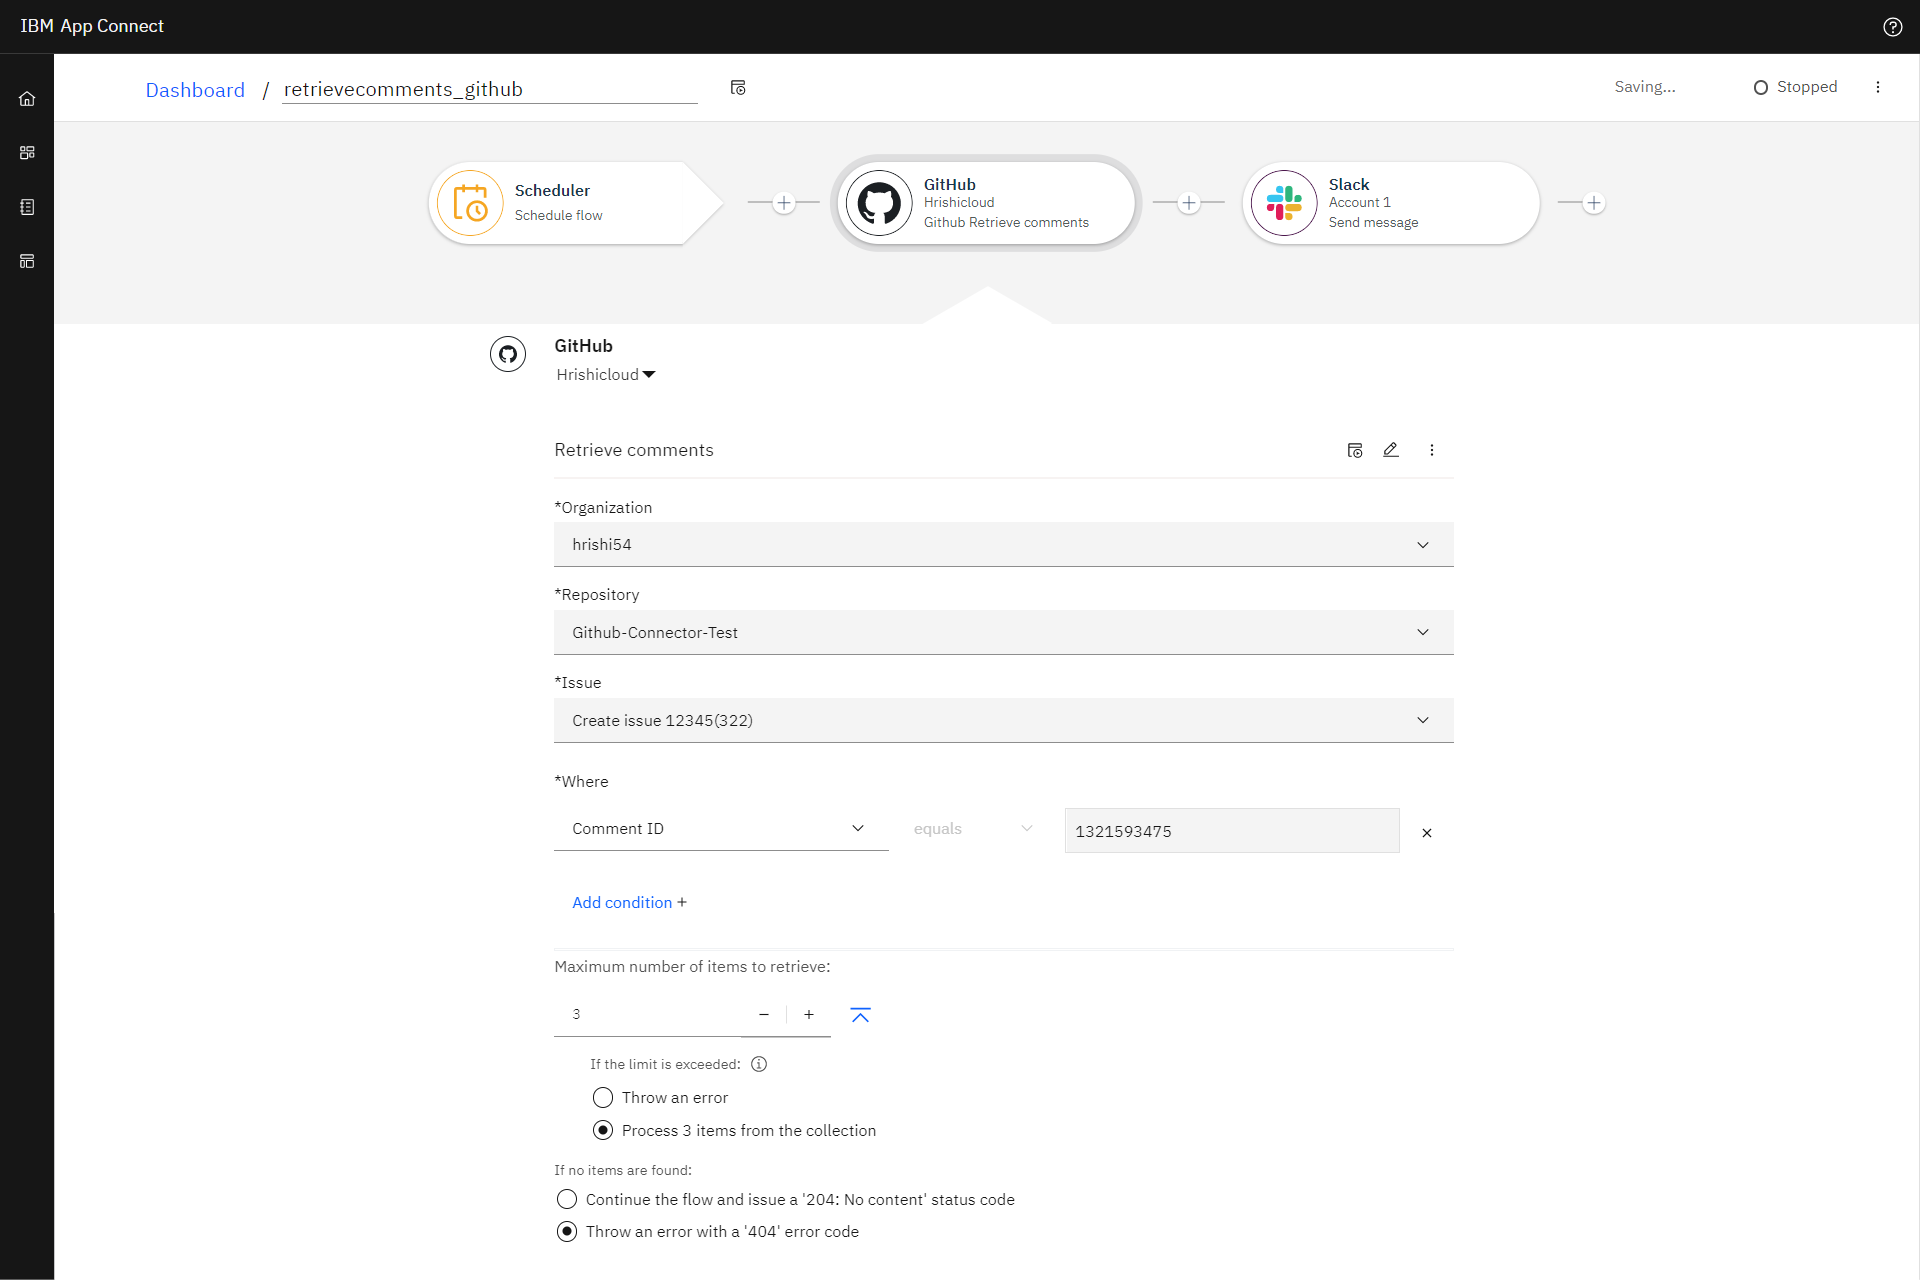 IBM App Connect
Dashboard / retrievecomments_github
Saving...
Stopped
Scheduler
Schedule flow
GitHub
Hrishicloud
Github Retrieve comments
Slack
Account 1
Send message
GitHub
Hrishicloud
Retrieve comments
*Organization
hrishi54
*Repository
Github-Connector-Test
*Issue
Create issue 12345(322)
*Where
Comment ID equals 1321593475
Add condition +
Maximum number of items to retrieve:
3
If the limit is exceeded:
Throw an error
Process 3 items from the collection
If no items are found:
Continue the flow and issue a '204: No content' status code
Throw an error with a '404' error code